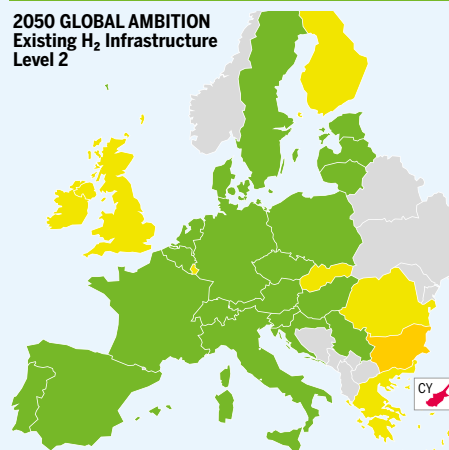 2050 GLOBAL AMBITION
Existing H₂ Infrastructure
Level 2
CY